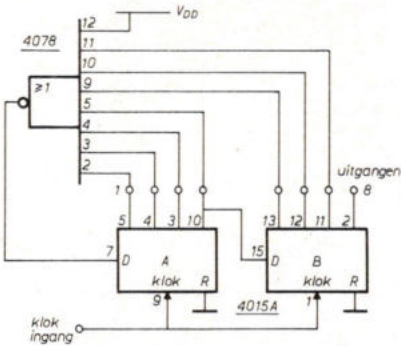 V_DD
12
4078
11
10
≥1
9
5
4
3
2
uitgangen
1
8
5 4 3 10
13 12 11 2
7 D A
15 D B
klok R
klok R
9
4015A
1
klok
ingang